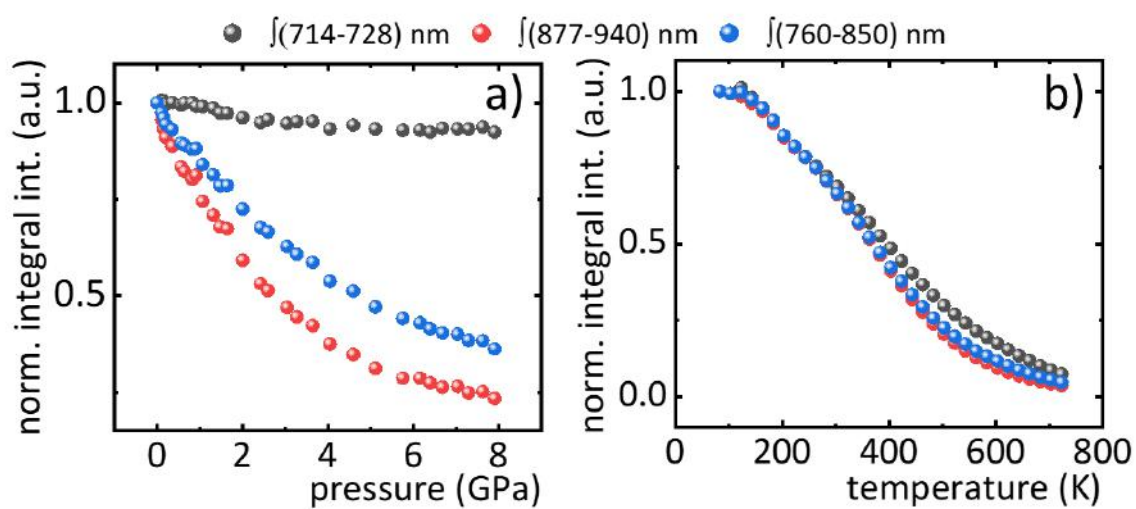 ∫(714-728) nm ∫(877-940) nm ∫(760-850) nm
norm. integral int. (a.u.)
1.0
0.5
a)
0 2 4 6 8
pressure (GPa)
norm. integral int. (a.u.)
1.0
0.5
0.0
b)
0 200 400 600 800
temperature (K)